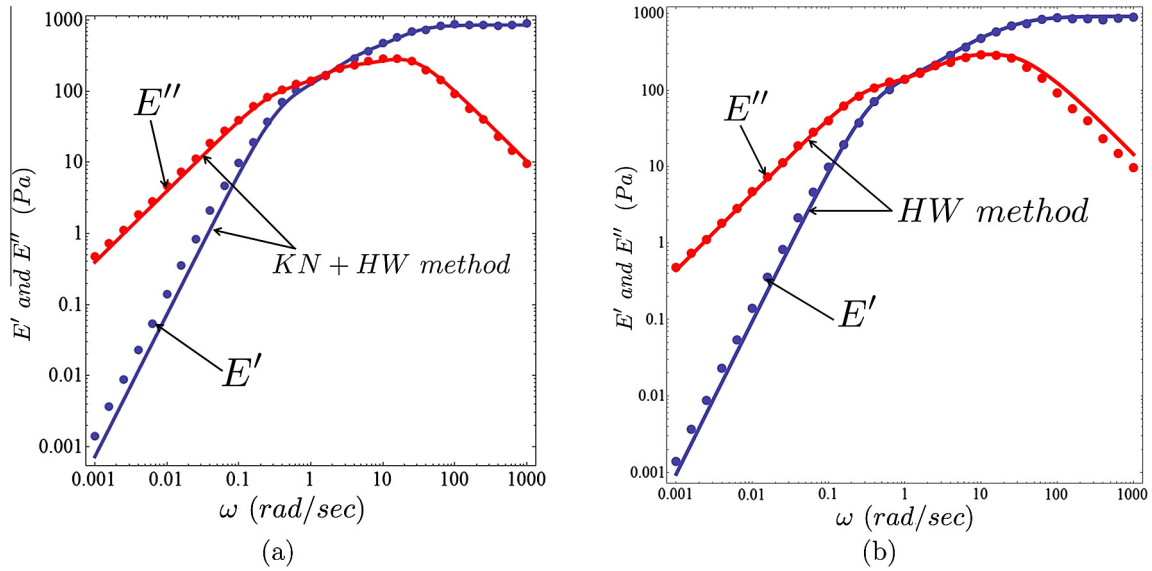 1000
100
10
1
0.1
0.01
0.001
E′ and E″ (Pa)
E″
KN + HW method
E′
0.001 0.01 0.1 1 10 100 1000
ω (rad/sec)
(a)
1000
100
10
1
0.1
0.01
0.001
E′ and E″ (Pa)
E″
HW method
E′
0.001 0.01 0.1 1 10 100 1000
ω (rad/sec)
(b)